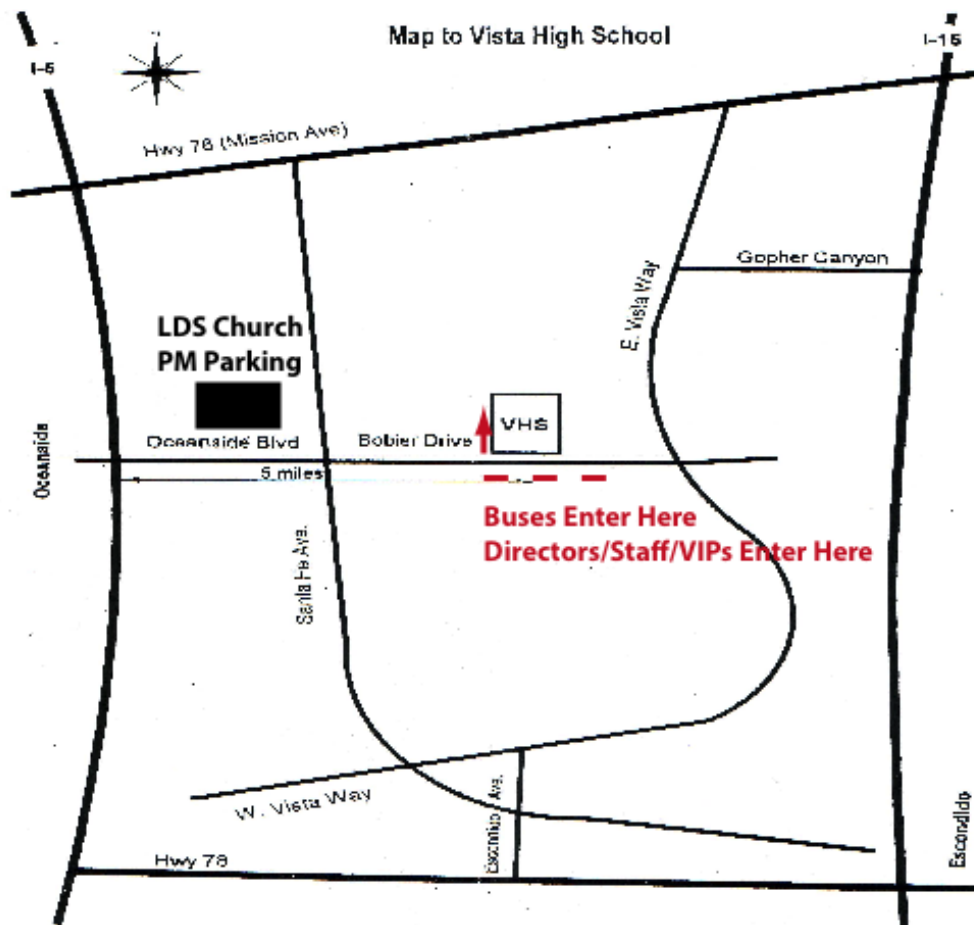 Map to Vista High School
I-5
I-15
Hwy 76 (Mission Ave)
Gopher Canyon
E. Vista Way
LDS Church
PM Parking
VHS
Oceanside Blvd
Bobier Drive
Oceanside
5 miles
Buses Enter Here
Directors/Staff/VIPs Enter Here
Santa Fe Ave.
W. Vista Way
Escondido Ave.
Escondido
Hwy 78